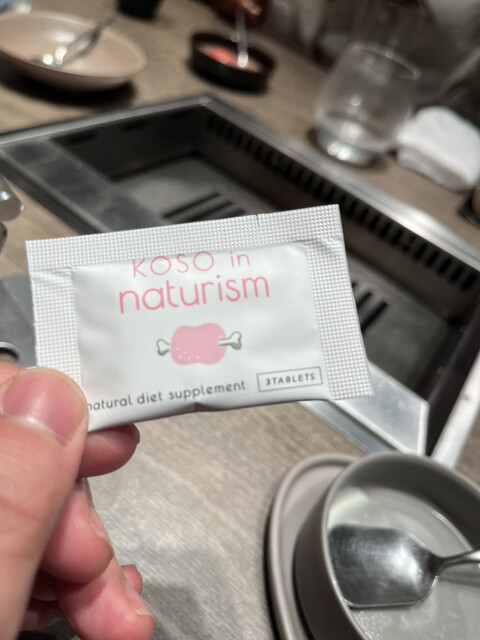 KOSO in
naturism
natural diet supplement
3TABLETS